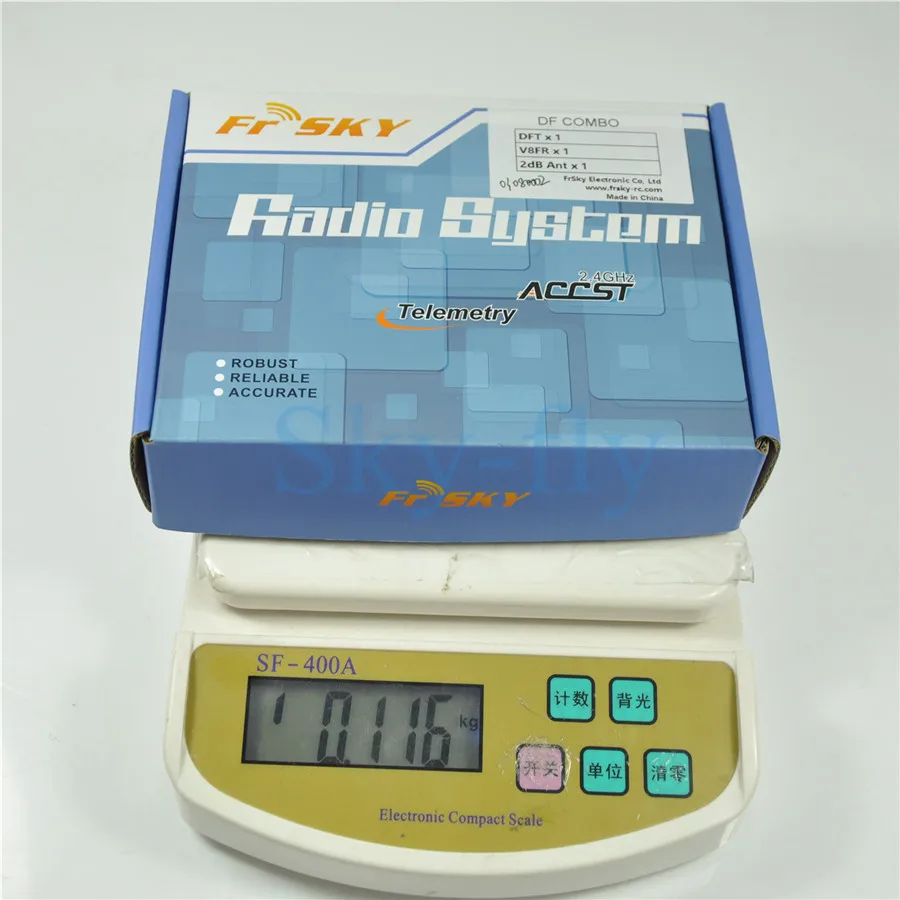 FrSKY
DF COMBO
DFT x 1
V8FR x 1
2dB Ant x 1
FrSky Electronic Co, Ltd
www.frsky-rc.com
Made in China
Radio System
2.4GHz
ACCST
Telemetry
ROBUST
RELIABLE
ACCURATE
Sky-fly
FrSKY
SF-400A
0.116 kg
计数
背光
开关
单位
清零
Electronic Compact Scale